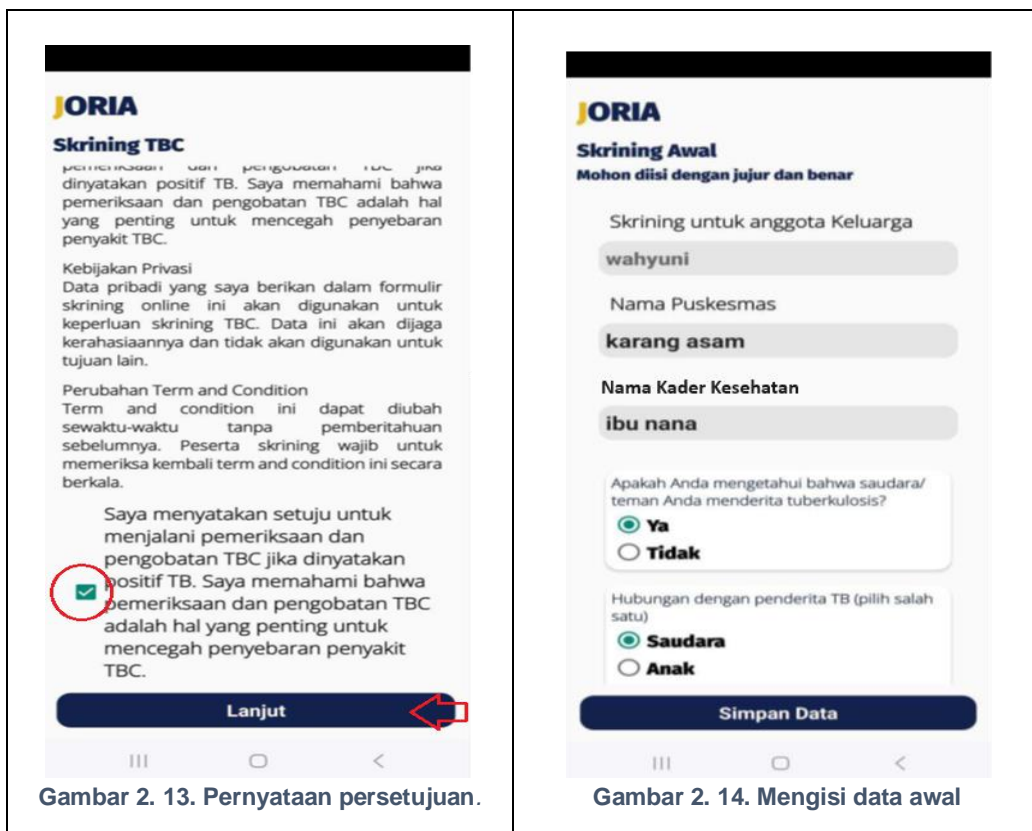 JORIA
Skrining TBC
pemeriksaan dan pengobatan TBC jika
dinyatakan positif TB. Saya memahami bahwa
pemeriksaan dan pengobatan TBC adalah hal
yang penting untuk mencegah penyebaran
penyakit TBC.
Kebijakan Privasi
Data pribadi yang saya berikan dalam formulir
skrining online ini akan digunakan untuk
keperluan skrining TBC. Data ini akan dijaga
kerahasiaannya dan tidak akan digunakan untuk
tujuan lain.
Perubahan Term and Condition
Term and condition ini dapat diubah
sewaktu-waktu tanpa pemberitahuan
sebelumnya. Peserta skrining wajib untuk
memeriksa kembali term and condition ini secara
berkala.
Saya menyatakan setuju untuk
menjalani pemeriksaan dan
pengobatan TBC jika dinyatakan
positif TB. Saya memahami bahwa
pemeriksaan dan pengobatan TBC
adalah hal yang penting untuk
mencegah penyebaran penyakit
TBC.
Lanjut
Gambar 2. 13. Pernyataan persetujuan.
JORIA
Skrining Awal
Mohon diisi dengan jujur dan benar
Skrining untuk anggota Keluarga
wahyuni
Nama Puskesmas
karang asam
Nama Kader Kesehatan
ibu nana
Apakah Anda mengetahui bahwa saudara/
teman Anda menderita tuberkulosis?
Ya
Tidak
Hubungan dengan penderita TB (pilih salah
satu)
Saudara
Anak
Simpan Data
Gambar 2. 14. Mengisi data awal